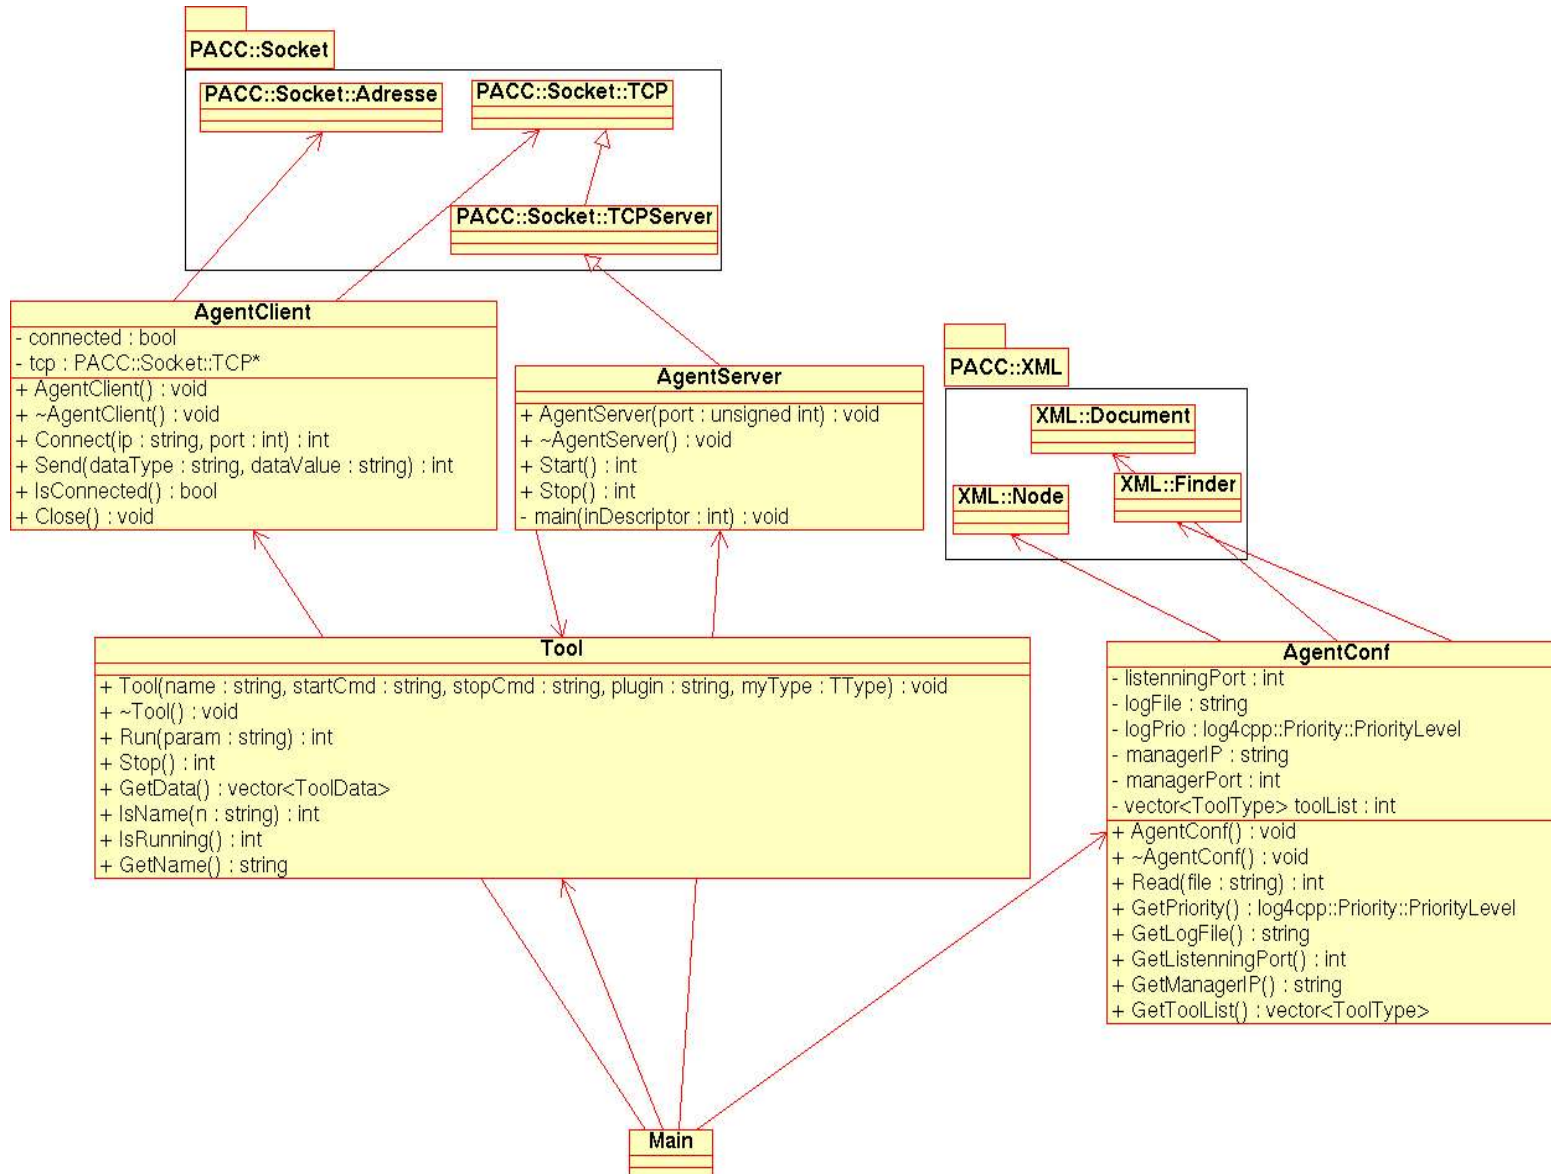 PACC::Socket
PACC::Socket::Adresse
PACC::Socket::TCP
PACC::Socket::TCPServer
AgentClient
- connected : bool
- tcp : PACC::Socket::TCP*
+ AgentClient() : void
+ ~AgentClient() : void
+ Connect(ip : string, port : int) : int
+ Send(dataType : string, dataValue : string) : int
+ IsConnected() : bool
+ Close() : void
AgentServer
+ AgentServer(port : unsigned int) : void
+ ~AgentServer() : void
+ Start() : int
+ Stop() : int
- main(inDescriptor : int) : void
PACC::XML
XML::Document
XML::Node
XML::Finder
Tool
+ Tool(name : string, startCmd : string, stopCmd : string, plugin : string, myType : TType) : void
+ ~Tool() : void
+ Run(param : string) : int
+ Stop() : int
+ GetData() : vector<ToolData>
+ IsName(n : string) : int
+ IsRunning() : int
+ GetName() : string
AgentConf
- listenningPort : int
- logFile : string
- logPrio : log4cpp::Priority::PriorityLevel
- managerIP : string
- managerPort : int
- vector<ToolType> toolList : int
+ AgentConf() : void
+ ~AgentConf() : void
+ Read(file : string) : int
+ GetPriority() : log4cpp::Priority::PriorityLevel
+ GetLogFile() : string
+ GetListenningPort() : int
+ GetManagerIP() : string
+ GetToolList() : vector<ToolType>
Main